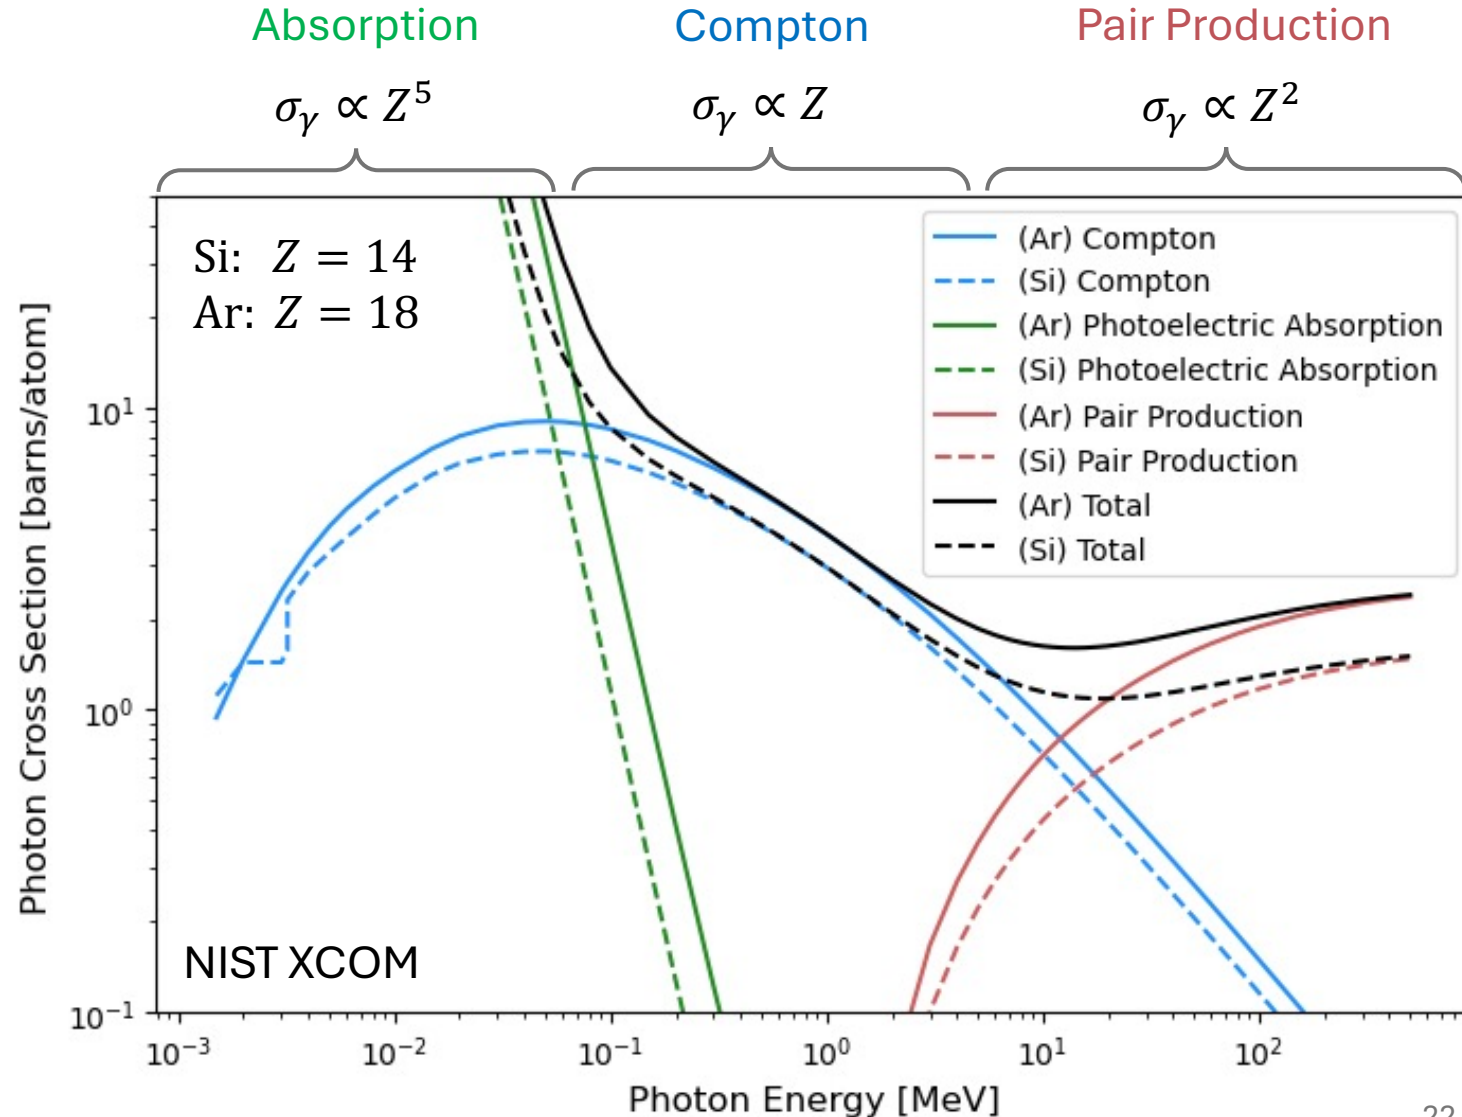 Absorption Compton Pair Production
σγ ∝ Z⁵ σγ ∝ Z σγ ∝ Z²
Si: Z = 14
Ar: Z = 18
(Ar) Compton
(Si) Compton
(Ar) Photoelectric Absorption
(Si) Photoelectric Absorption
(Ar) Pair Production
(Si) Pair Production
(Ar) Total
(Si) Total
Photon Cross Section [barns/atom]
10¹
10⁰
10⁻¹
NIST XCOM
10⁻³ 10⁻² 10⁻¹ 10⁰ 10¹ 10²
Photon Energy [MeV]
22